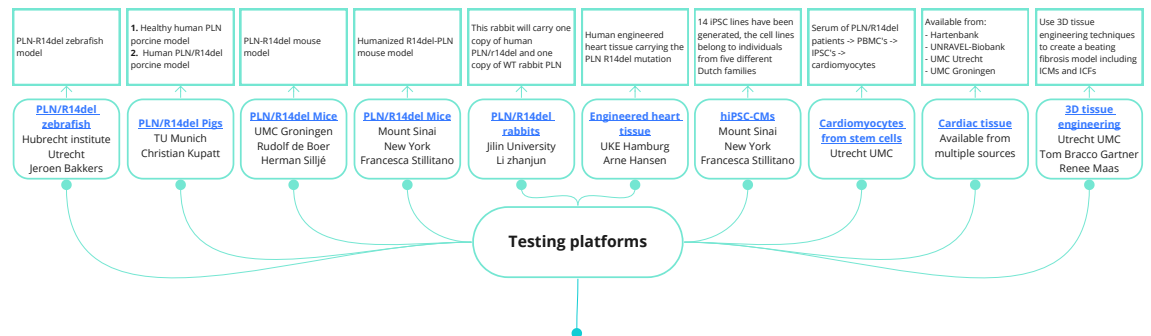 PLN-R14del zebrafish
model
1. Healthy human PLN
porcine model
2. Human PLN/R14del
porcine model
PLN-R14del mouse
model
Humanized R14del-PLN
mouse model
This rabbit will carry one
copy of human
PLN/r14del and one
copy of WT rabbit PLN
Human engineered
heart tissue carrying the
PLN R14del mutation
14 iPSC lines have been
generated, the cell lines
belong to individuals
from five different
Dutch families
Serum of PLN/R14del
patients -> PBMC's ->
IPSC's ->
cardiomyocytes
Available from:
- Hartenbank
- UNRAVEL-Biobank
- UMC Utrecht
- UMC Groningen
Use 3D tissue
engineering techniques
to create a beating
fibrosis model including
ICMs and ICFs
PLN/R14del
zebrafish
Hubrecht institute
Utrecht
Jeroen Bakkers
PLN/R14del Pigs
TU Munich
Christian Kupatt
PLN/R14del Mice
UMC Groningen
Rudolf de Boer
Herman Silljé
PLN/R14del Mice
Mount Sinai
New York
Francesca Stillitano
PLN/R14del
rabbits
Jilin University
Li zhanjun
Engineered heart
tissue
UKE Hamburg
Arne Hansen
hiPSC-CMs
Mount Sinai
New York
Francesca Stillitano
Cardiomyocytes
from stem cells
Utrecht UMC
Cardiac tissue
Available from
multiple sources
3D tissue
engineering
Utrecht UMC
Tom Bracco Gartner
Renee Maas
Testing platforms